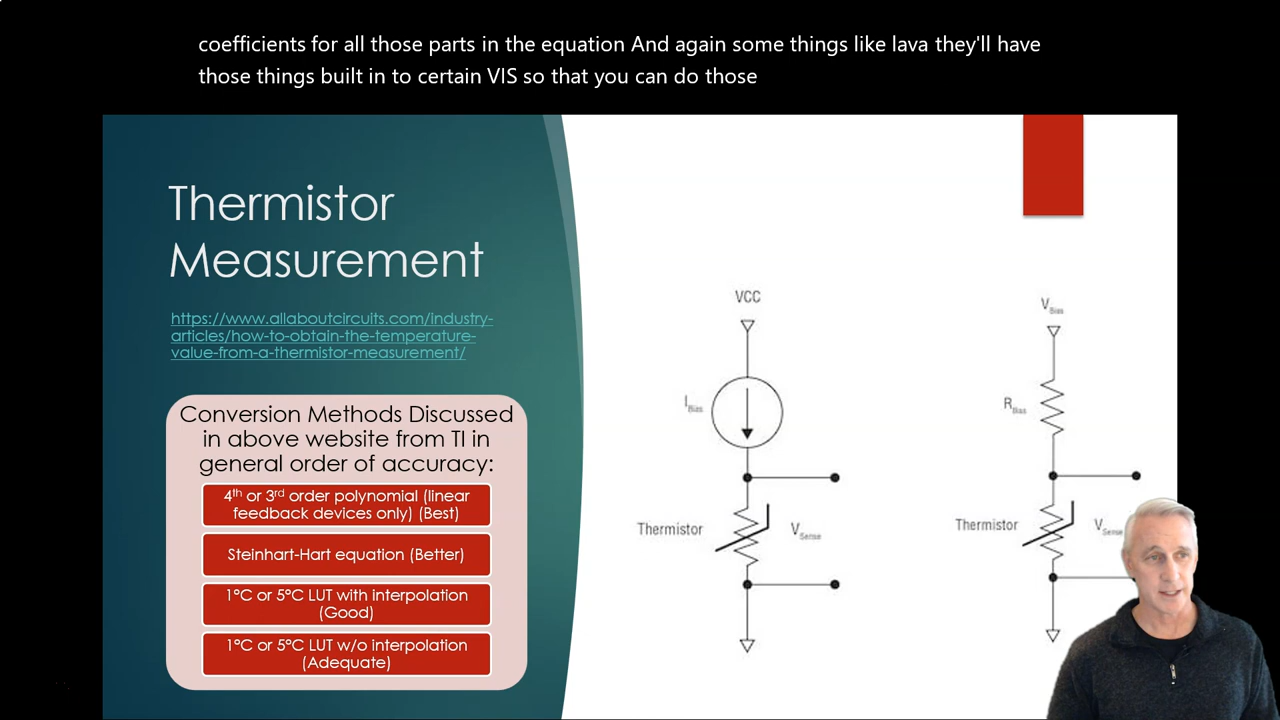 coefficients for all those parts in the equation And again some things like lava they'll have
those things built in to certain VIS so that you can do those
Thermistor
Measurement
https://www.allaboutcircuits.com/industry-
articles/how-to-obtain-the-temperature-
value-from-a-thermistor-measurement/
Conversion Methods Discussed
in above website from TI in
general order of accuracy:
4th or 3rd order polynomial (linear
feedback devices only) (Best)
Steinhart-Hart equation (Better)
1°C or 5°C LUT with interpolation
(Good)
1°C or 5°C LUT w/o interpolation
(Adequate)
VCC
IBias
Thermistor
VSense
VBias
RBias
Thermistor
VSense